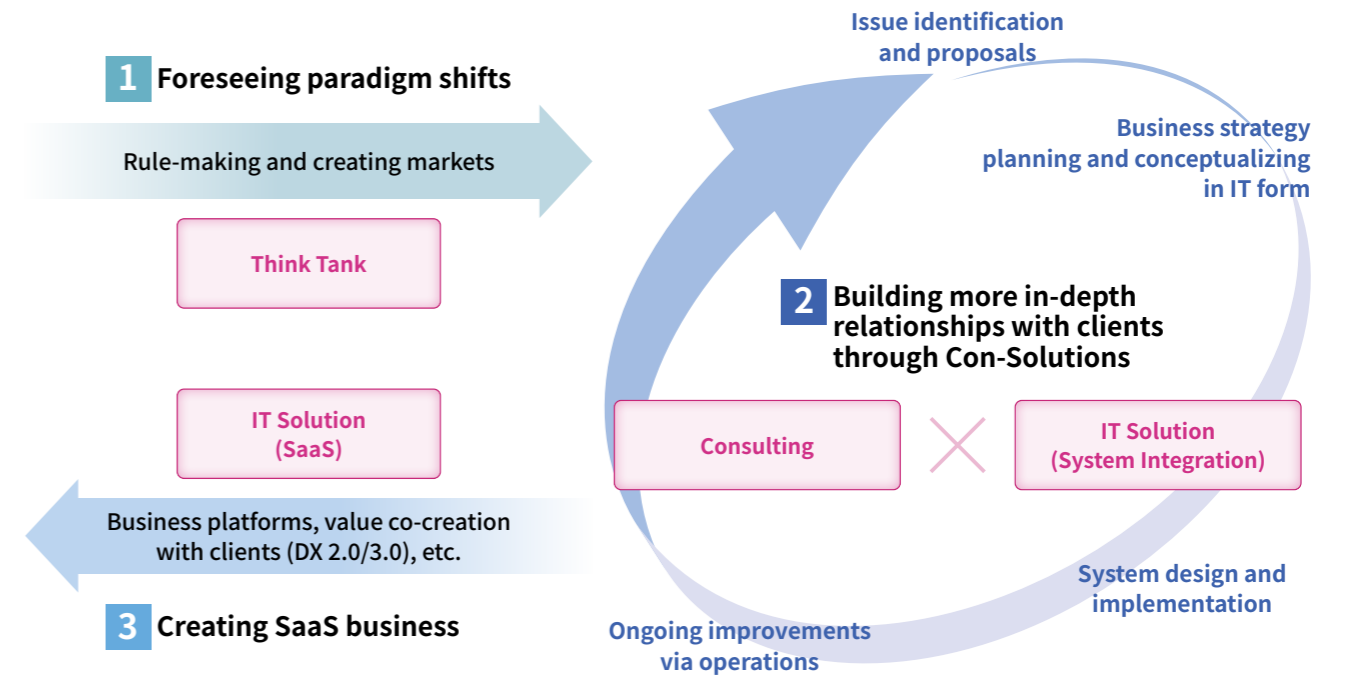 1 Foreseeing paradigm shifts
Rule-making and creating markets
Think Tank
IT Solution
(SaaS)
Business platforms, value co-creation
with clients (DX 2.0/3.0), etc.
3 Creating SaaS business
Issue identification
and proposals
Business strategy
planning and conceptualizing
in IT form
2 Building more in-depth
relationships with clients
through Con-Solutions
Consulting
IT Solution
(System Integration)
System design and
implementation
Ongoing improvements
via operations